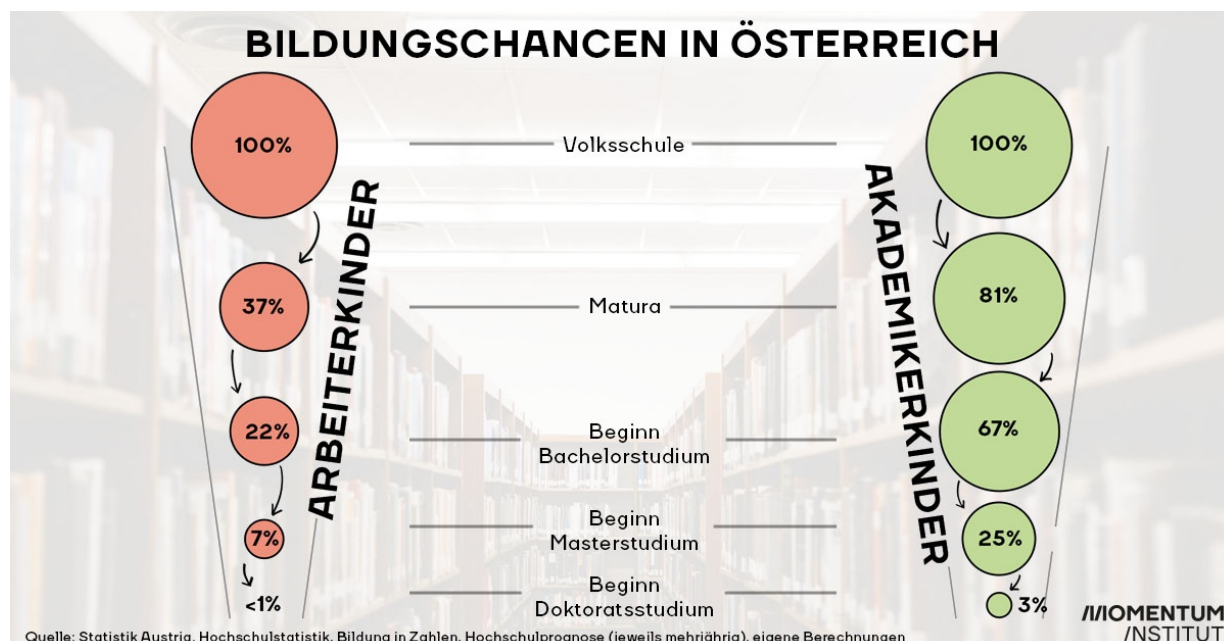 BILDUNGSCHANCEN IN ÖSTERREICH
100%
Volksschule
100%
ARBEITERKINDER
AKADEMIKERKINDER
37%
Matura
81%
22%
Beginn
Bachelorstudium
67%
7%
Beginn
Masterstudium
25%
<1%
Beginn
Doktoratsstudium
3%
MOMENTUM
INSTITUT
Quelle: Statistik Austria, Hochschulstatistik, Bildung in Zahlen, Hochschulprognose (jeweils mehrjährig), eigene Berechnungen